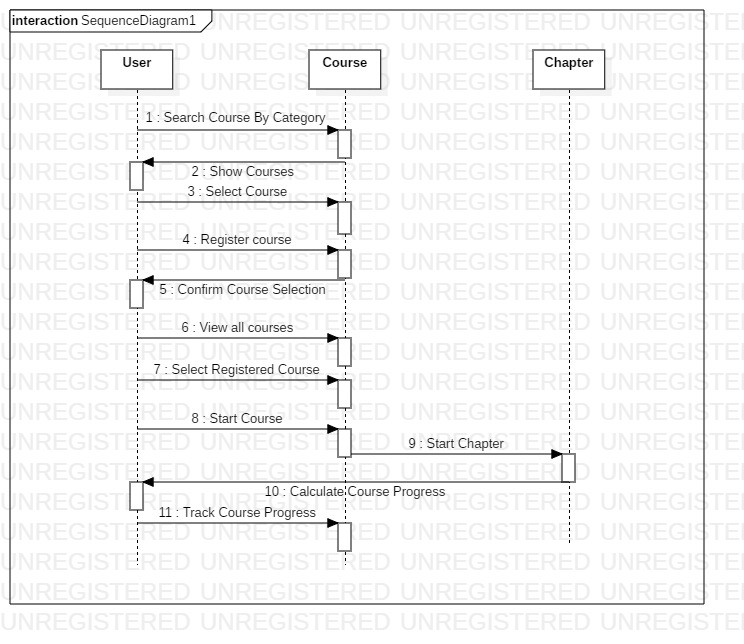 interaction SequenceDiagram1
User Course Chapter
1 : Search Course By Category
2 : Show Courses
3 : Select Course
4 : Register course
5 : Confirm Course Selection
6 : View all courses
7 : Select Registered Course
8 : Start Course
9 : Start Chapter
10 : Calculate Course Progress
11 : Track Course Progress
UNREGISTERED UNREGISTERED UNREGISTERED UNREGISTERED